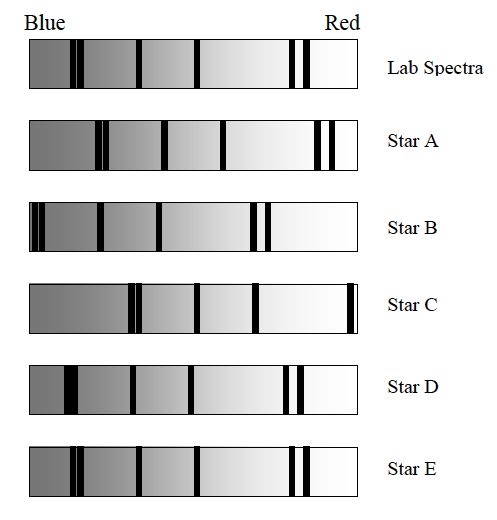 Blue Red
Lab Spectra
Star A
Star B
Star C
Star D
Star E